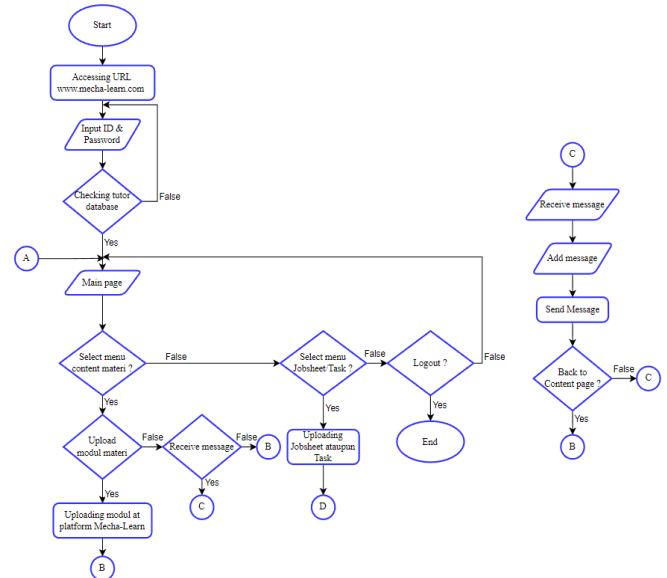 Start
Accessing URL
www.mecha-learn.com
Input ID &
Password
Checking tutor
database
False
Yes
A
Main page
Select menu
content materi ?
False
Select menu
Jobsheet/Task ?
False
Logout ?
False
Yes
Yes
Yes
Upload
modul materi
False
Receive message
False
B
Uploading
Jobsheet ataupun
Task
End
Yes
Yes
Uploading modul at
platform Mecha-Learn
C
D
B
C
Receive message
Add message
Send Message
Back to
Content page ?
False
C
Yes
B